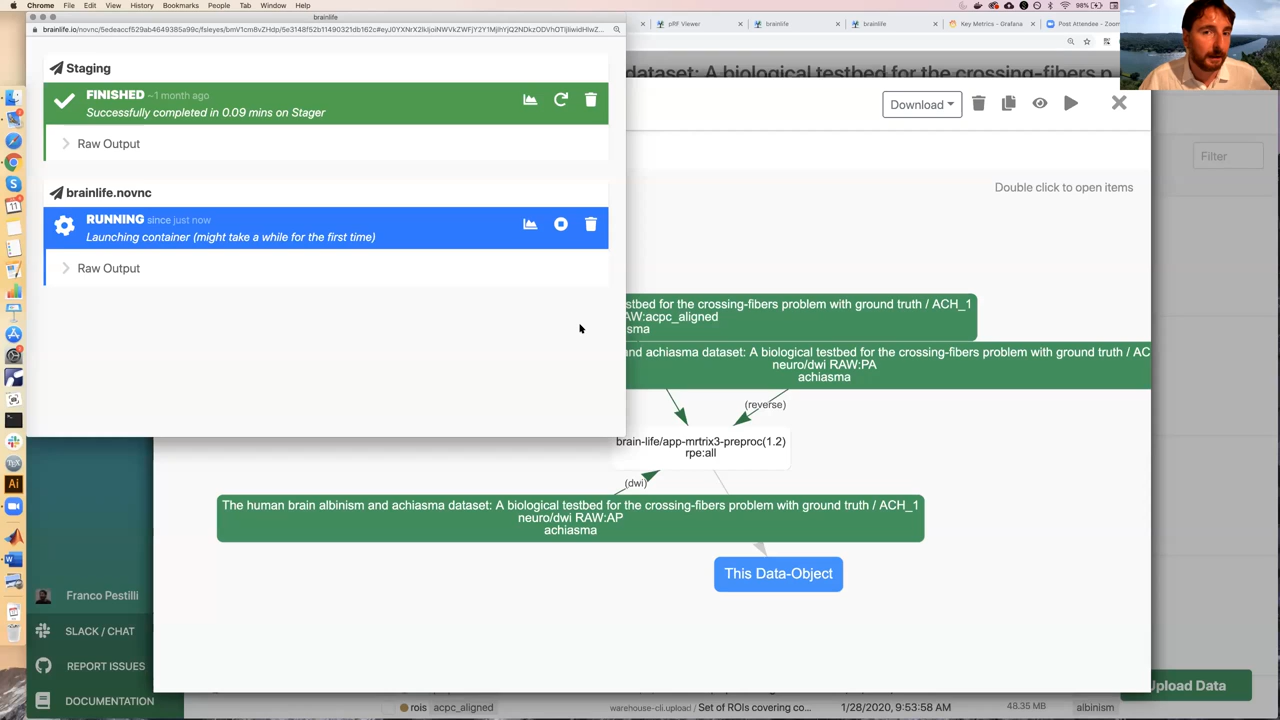 Chrome File Edit View History Bookmarks People Tab Window Help
98%
brainlife
pRF Viewer
brainlife
brainlife
Key Metrics - Grafana
Post Attendee - Zoom
Staging
FINISHED ~1 month ago
Successfully completed in 0.09 mins on Stager
Raw Output
brainlife.novnc
RUNNING since just now
Launching container (might take a while for the first time)
Raw Output
dataset: A biological testbed for the crossing-fibers p
Download
Filter
Double click to open items
stbed for the crossing-fibers problem with ground truth / ACH_1
AW:acpc_aligned
sma
and achiasma dataset: A biological testbed for the crossing-fibers problem with ground truth / AC
neuro/dwi RAW:PA
achiasma
(reverse)
brain-life/app-mrtrix3-preproc(1.2)
rpe:all
(dwi)
The human brain albinism and achiasma dataset: A biological testbed for the crossing-fibers problem with ground truth / ACH_1
neuro/dwi RAW:AP
achiasma
This Data-Object
Franco Pestilli
SLACK / CHAT
REPORT ISSUES
DOCUMENTATION
Upload Data
rois acpc_aligned warehouse-cli.upload / Set of ROIs covering co... 1/28/2020, 9:53:58 AM 48.35 MB albinism